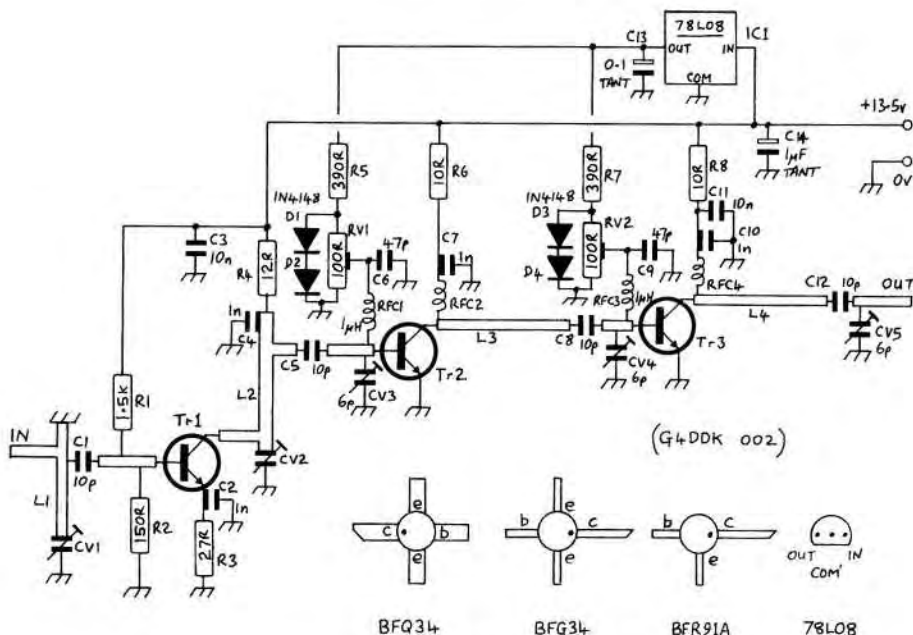 78L08
IC1
OUT
IN
COM
C13
0·1
TANT
+13·5v
C14
1µF
TANT
0V
R5
390R
R6
10R
R7
390R
R8
10R
C11
10n
C10
1n
1N4148
D1
D2
RV1
100R
47p
C6
C7
1n
1N4148
D3
D4
RV2
100R
47p
C9
C3
10n
R4
12R
1n
C4
RFC1
1µH
RFC2
RFC3
1µH
RFC4
C12
10p
OUT
CV5
6p
L2
C5
10p
Tr2
CV3
6p
L3
C8
10p
Tr3
CV4
6p
L4
R1
1·5K
Tr1
CV2
IN
C1
10p
L1
CV1
R2
150R
C2
1n
R3
27R
(G4DDK 002)
e
c
b
e
BFQ34
e
b
c
e
BFG34
b
c
e
BFR91A
OUT
IN
COM'
78L08